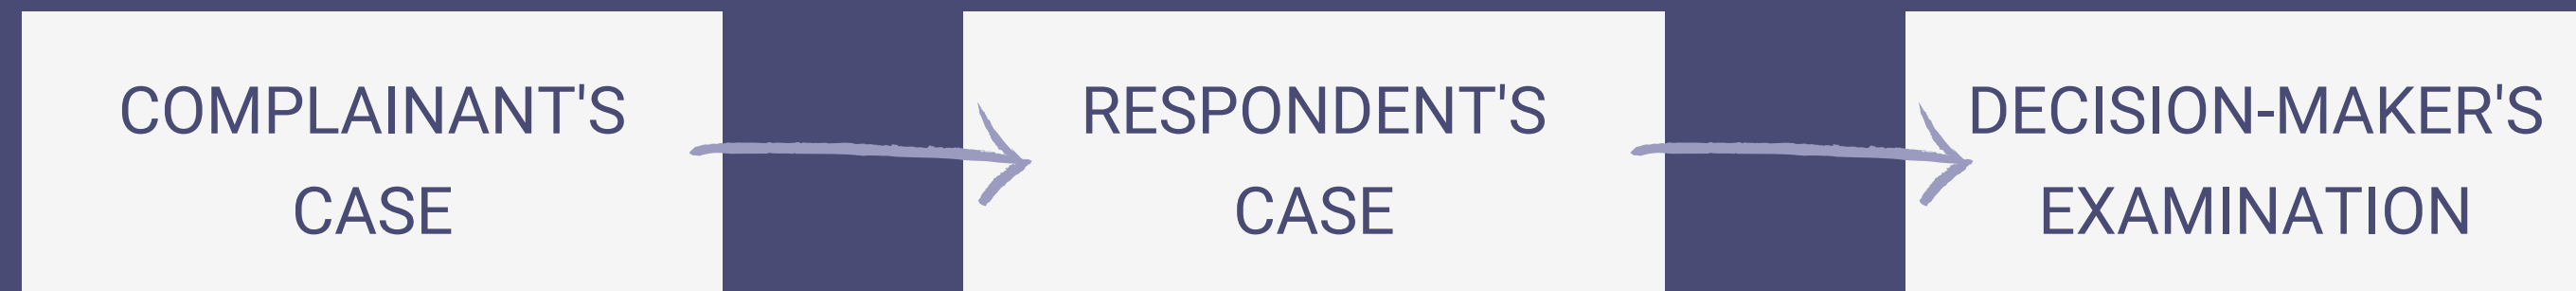 COMPLAINANT'S
CASE
RESPONDENT'S
CASE
DECISION-MAKER'S
EXAMINATION